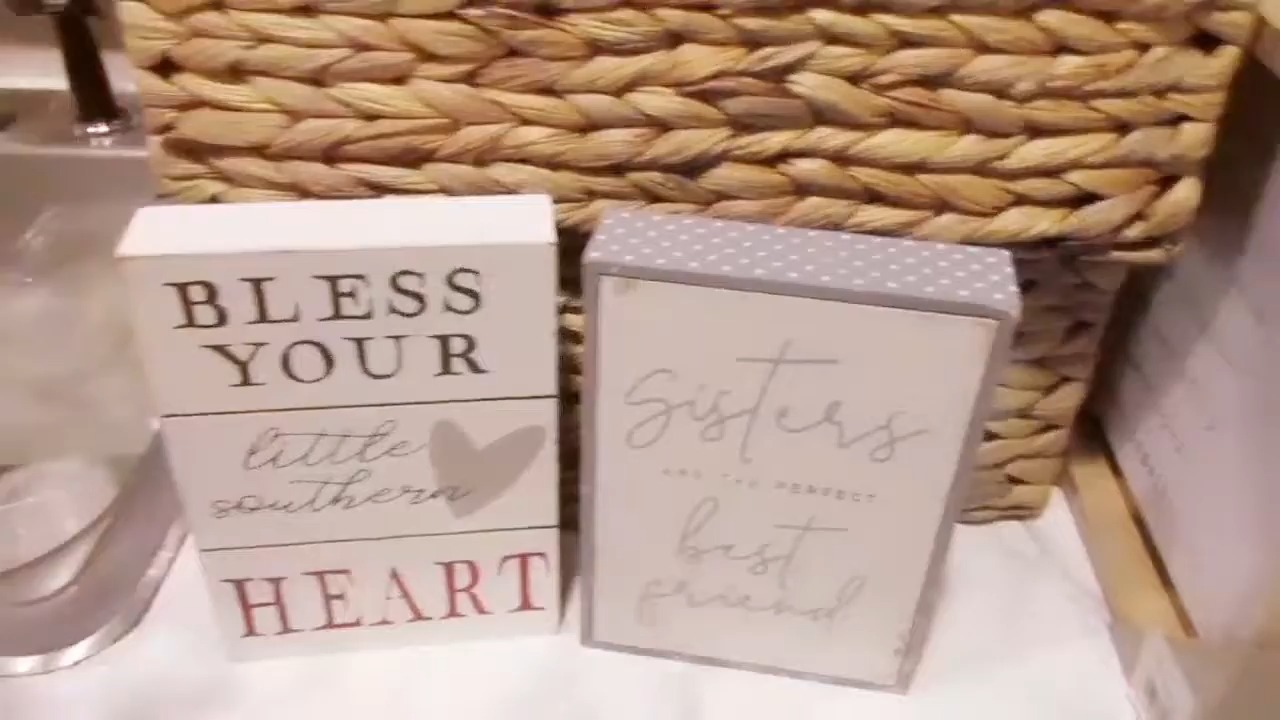 BLESS
YOUR
little
southern
HEART
Sisters
ARE THE PERFECT
best
friend